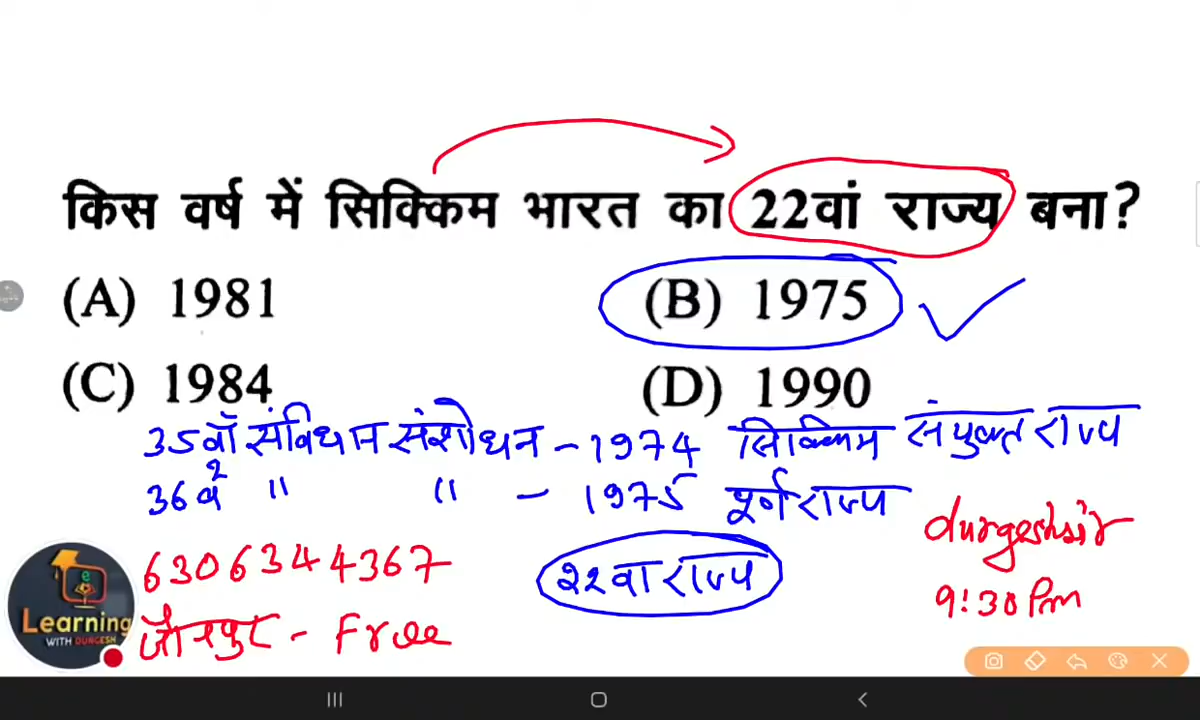 किस वर्ष में सिक्किम भारत का 22वां राज्य बना?
(A) 1981
(B) 1975
(C) 1984
(D) 1990
35वाँ संविधान संशोधन - 1974 सिक्किम संयुक्त राज्य
36वें " " - 1975 पूर्ण राज्य
22वा राज्य
6306344367
जौनपुर - Free
durgeshsir
9:30 Pm
e
Learning
WITH DURGESH